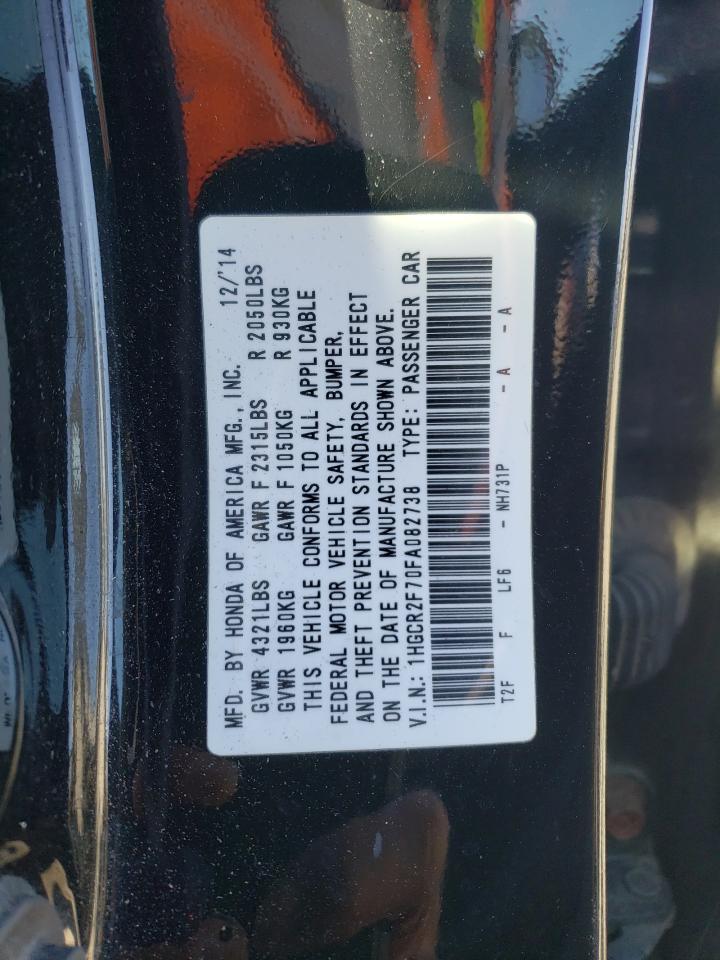 MFD. BY HONDA OF AMERICA MFG., INC. 12/'14
GVWR 4321LBS GAWR F 2315LBS R 2050LBS
GVWR 1960KG GAWR F 1050KG R 930KG
THIS VEHICLE CONFORMS TO ALL APPLICABLE
FEDERAL MOTOR VEHICLE SAFETY, BUMPER,
AND THEFT PREVENTION STANDARDS IN EFFECT
ON THE DATE OF MANUFACTURE SHOWN ABOVE.
V.I.N.: 1HGCR2F70FA082738 TYPE: PASSENGER CAR
T2F F LF6 - NH731P - A - A